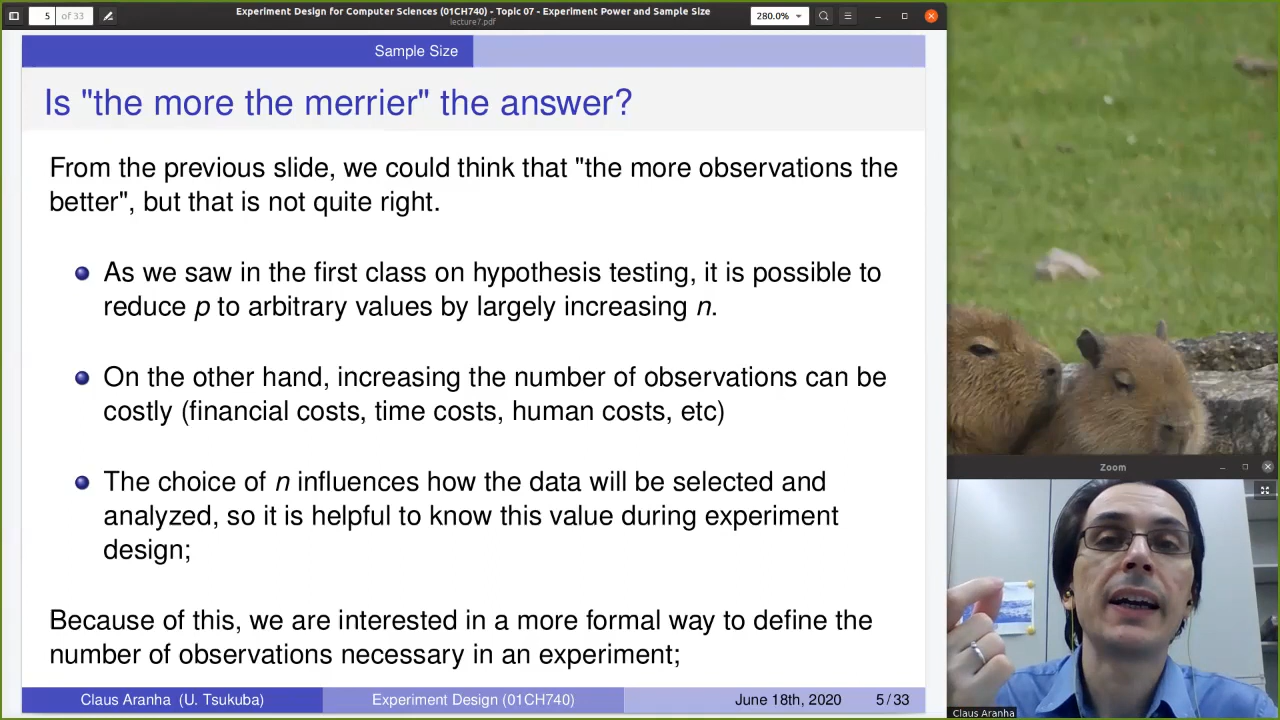 5 of 33
Experiment Design for Computer Sciences (01CH740) - Topic 07 - Experiment Power and Sample Size
lecture7.pdf
280.0%
Sample Size
Is "the more the merrier" the answer?
From the previous slide, we could think that "the more observations the
better", but that is not quite right.
As we saw in the first class on hypothesis testing, it is possible to
reduce p to arbitrary values by largely increasing n.
On the other hand, increasing the number of observations can be
costly (financial costs, time costs, human costs, etc)
The choice of n influences how the data will be selected and
analyzed, so it is helpful to know this value during experiment
design;
Because of this, we are interested in a more formal way to define the
number of observations necessary in an experiment;
Claus Aranha (U. Tsukuba) Experiment Design (01CH740) June 18th, 2020 5 / 33
Zoom
Claus Aranha